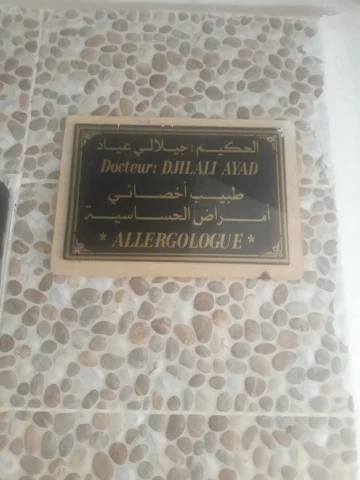 الحكيم : جيلالي عياد
Docteur: DJILALI AYAD
طبيب أخصائي
أمراض الحساسية
* ALLERGOLOGUE *